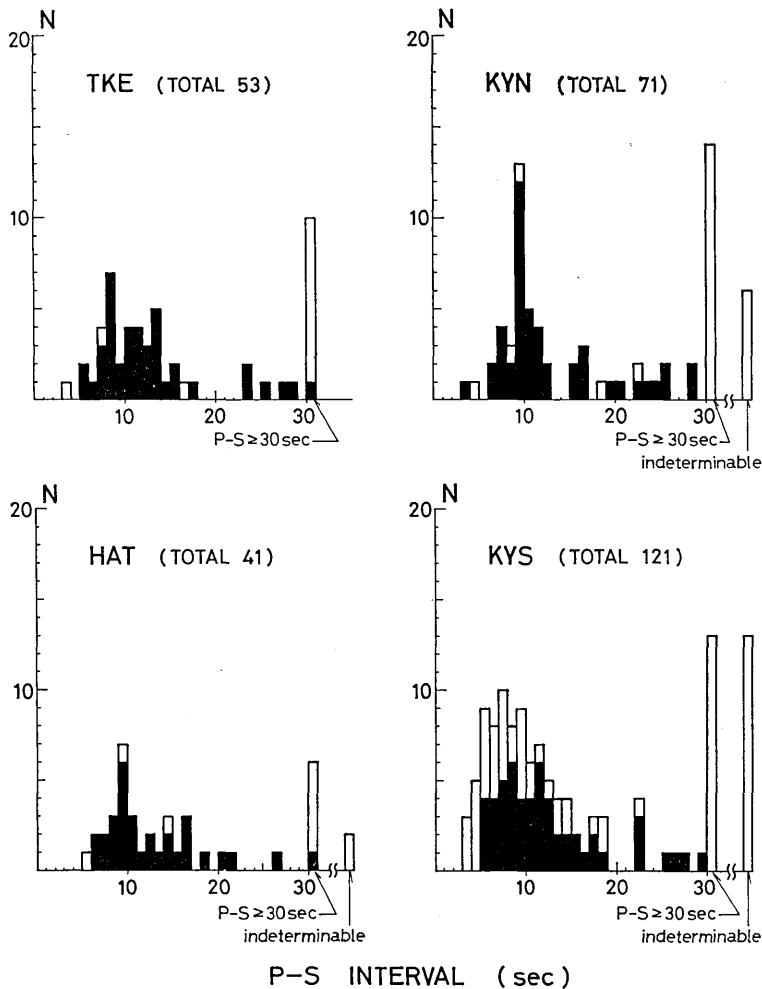 N
20
TKE (TOTAL 53)
10
10 20 30
P-S ≥ 30 sec
N
20
KYN (TOTAL 71)
10
10 20 30
P-S ≥ 30 sec
indeterminable
N
20
HAT (TOTAL 41)
10
10 20 30
P-S ≥ 30 sec
indeterminable
N
20
KYS (TOTAL 121)
10
10 20 30
P-S ≥ 30 sec
indeterminable
P-S INTERVAL (sec)